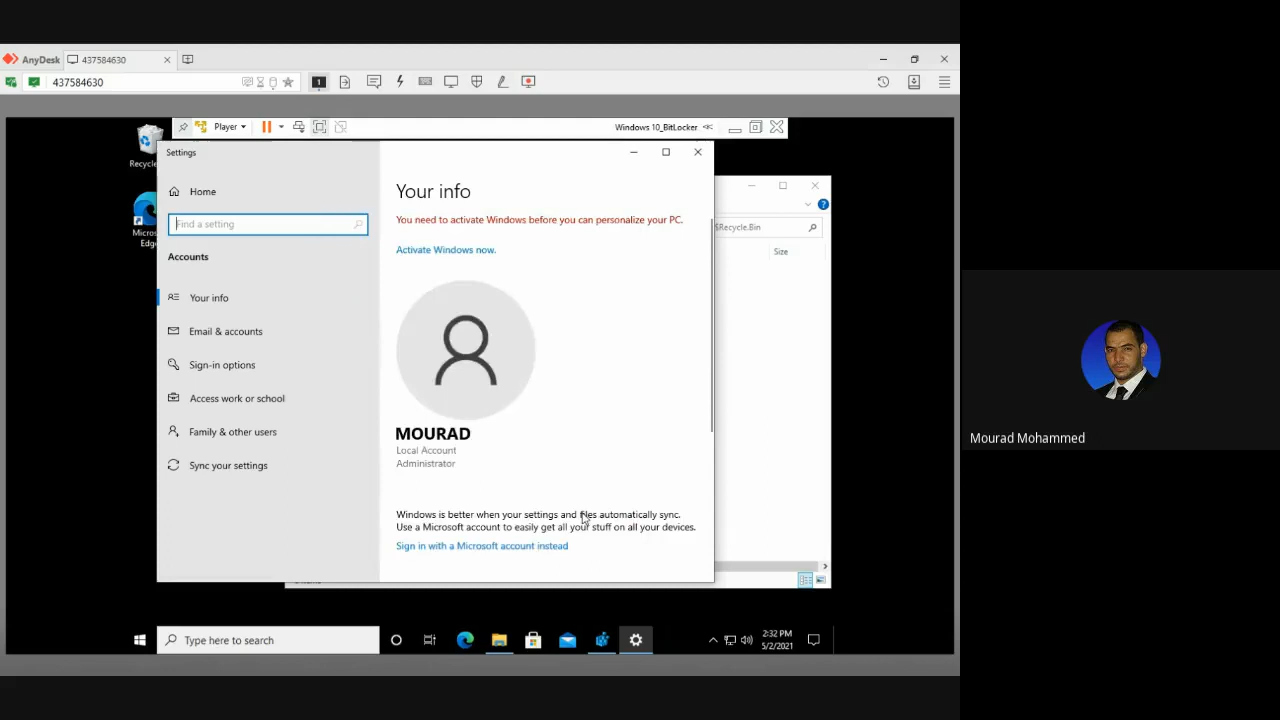 AnyDesk
437584630
437584630
1
Player
Windows 10_BitLocker
Recycle
Micros
Edge
Settings
Home
Find a setting
Accounts
Your info
Email & accounts
Sign-in options
Access work or school
Family & other users
Sync your settings
Your info
You need to activate Windows before you can personalize your PC.
Activate Windows now.
MOURAD
Local Account
Administrator
Windows is better when your settings and files automatically sync.
Use a Microsoft account to easily get all your stuff on all your devices.
Sign in with a Microsoft account instead
$Recycle.Bin
Size
Type here to search
2:32 PM
5/2/2021
Mourad Mohammed